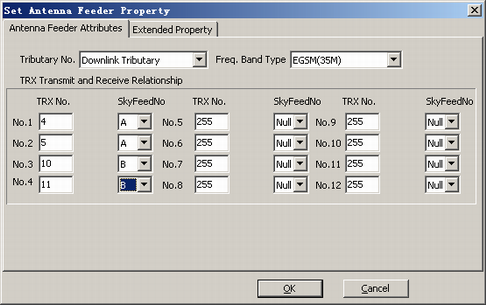 Set Antenna Feeder Property
Antenna Feeder Attributes Extended Property
Tributary No. Downlink Tributary Freq. Band Type EGSM(35M)
TRX Transmit and Receive Relationship
TRX No. SkyFeedNo TRX No. SkyFeedNo TRX No. SkyFeedNo
No.1 4 A No.5 255 Null No.9 255 Null
No.2 5 A No.6 255 Null No.10 255 Null
No.3 10 B No.7 255 Null No.11 255 Null
No.4 11 B No.8 255 Null No.12 255 Null
OK Cancel